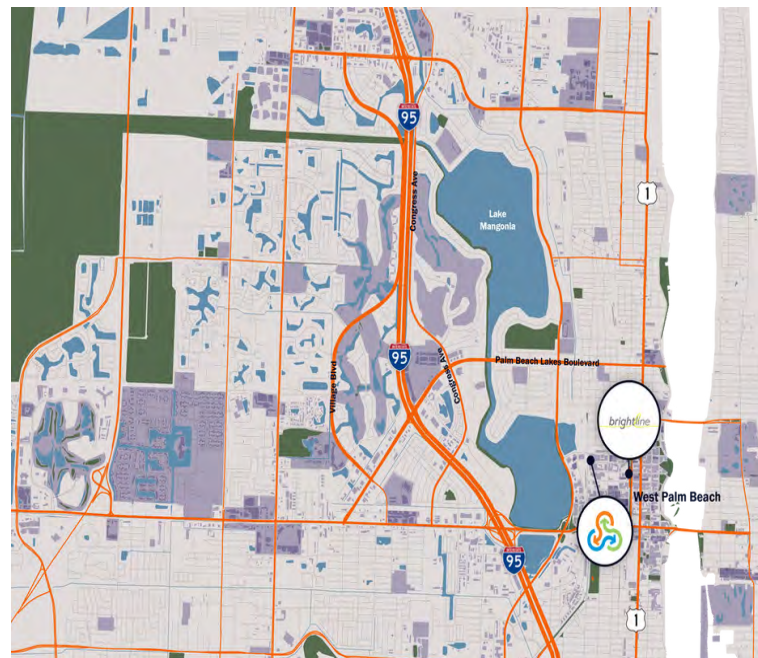 95
Congress Ave
1
Lake
Mangonia
95
Village Blvd
Congress Ave
Palm Beach Lakes Boulevard
brightline
West Palm Beach
95
1